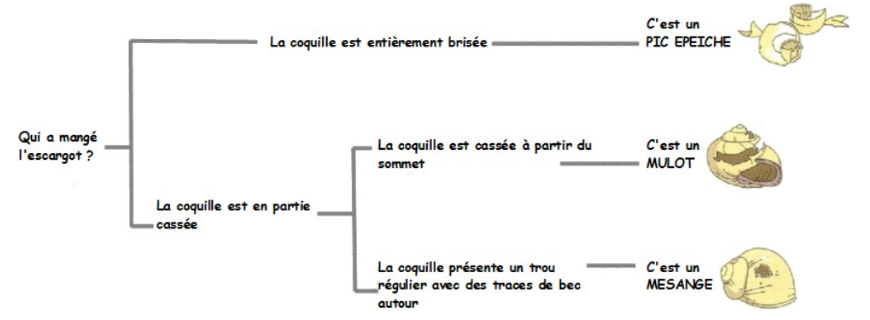 Qui a mangé
l'escargot ?
La coquille est entièrement brisée
C'est un
PIC EPEICHE
La coquille est en partie
cassée
La coquille est cassée à partir du
sommet
C'est un
MULOT
La coquille présente un trou
régulier avec des traces de bec
autour
C'est un
MESANGE